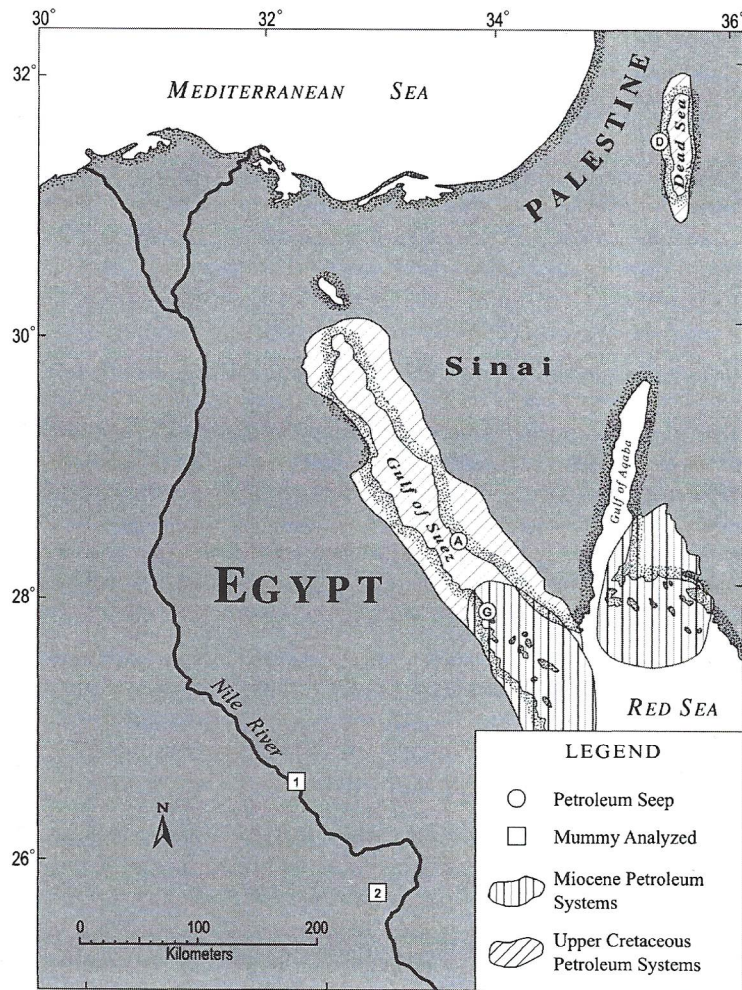 30°
32°
34°
36°
32°
MEDITERRANEAN SEA
PALESTINE
D
Dead Sea
30°
Sinai
Gulf of Suez
A
Gulf of Aqaba
28°
EGYPT
G
Nile River
RED SEA
1
N
26°
2
0 100 200
Kilometers
LEGEND
Petroleum Seep
Mummy Analyzed
Miocene Petroleum
Systems
Upper Cretaceous
Petroleum Systems